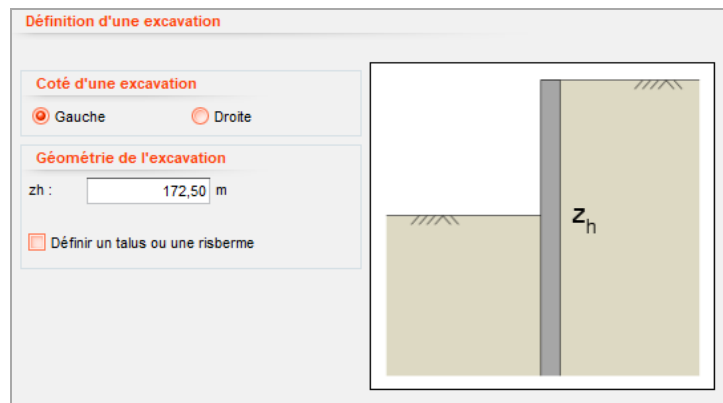 Définition d'une excavation
Coté d'une excavation
Gauche
Droite
Géométrie de l'excavation
zh :
172,50 m
Définir un talus ou une risberme
zh